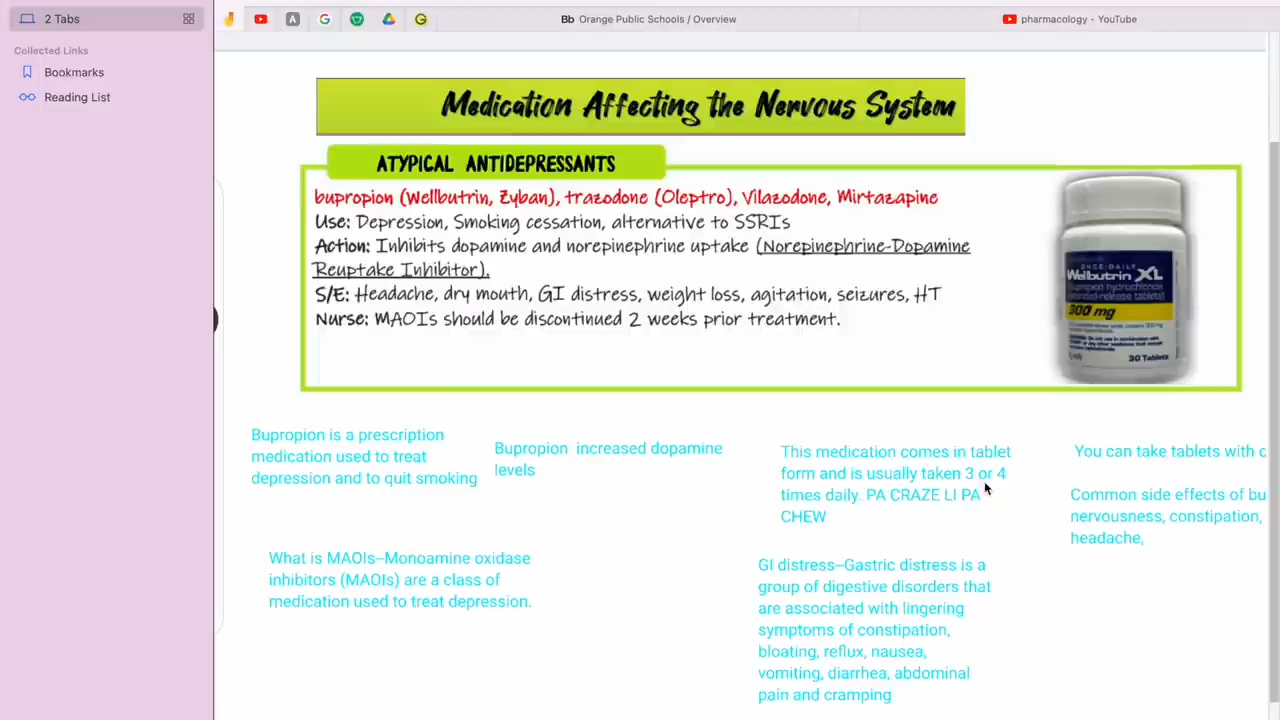 2 Tabs
Collected Links
Bookmarks
Reading List
A
G
G
Bb Orange Public Schools / Overview
pharmacology - YouTube
Medication Affecting the Nervous System
ATYPICAL ANTIDEPRESSANTS
bupropion (Wellbutrin, Zyban), trazodone (Oleptro), Vilazodone, Mirtazapine
Use: Depression, Smoking cessation, alternative to SSRIs
Action: Inhibits dopamine and norepinephrine uptake (Norepinephrine-Dopamine
Reuptake Inhibitor).
S/E: Headache, dry mouth, GI distress, weight loss, agitation, seizures, HT
Nurse: MAOIs should be discontinued 2 weeks prior treatment.
ONCE-DAILY
Wellbutrin XL
bupropion hydrochloride
extended-release tablets
300 mg
30 Tablets
Bupropion is a prescription
medication used to treat
depression and to quit smoking
Bupropion increased dopamine
levels
This medication comes in tablet
form and is usually taken 3 or 4
times daily. PA CRAZE LI PA
CHEW
You can take tablets with
Common side effects of bu
nervousness, constipation,
headache,
What is MAOIs–Monoamine oxidase
inhibitors (MAOIs) are a class of
medication used to treat depression.
GI distress–Gastric distress is a
group of digestive disorders that
are associated with lingering
symptoms of constipation,
bloating, reflux, nausea,
vomiting, diarrhea, abdominal
pain and cramping